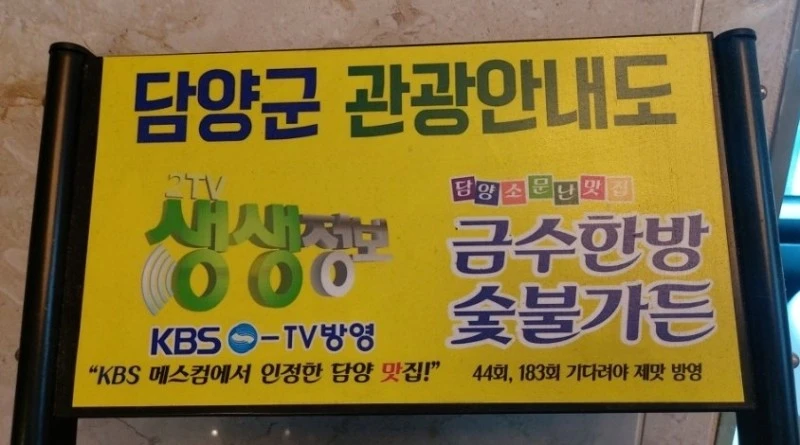 담양군 관광안내도
2TV
생생정보
KBS -TV방영
"KBS 메스컴에서 인정한 담양 맛집!"
담양소문난맛집
금수한방
숯불가든
44회, 183회 기다려야 제맛 방영